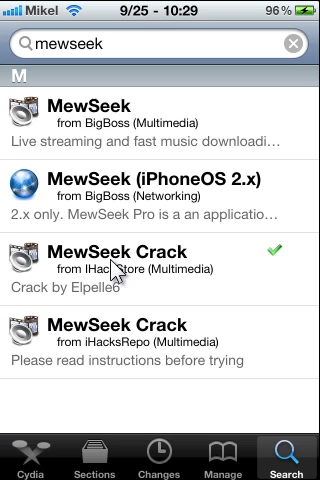 Mikel 9/25 - 10:29 96%
mewseek
M
MewSeek
from BigBoss (Multimedia)
Live streaming and fast music downloadi…
MewSeek (iPhoneOS 2.x)
from BigBoss (Networking)
2.x only. MewSeek Pro is a an applicatio…
MewSeek Crack
from IHac Store (Multimedia)
Crack by Elpelle6
MewSeek Crack
from iHacksRepo (Multimedia)
Please read instructions before trying
Cydia Sections Changes Manage Search